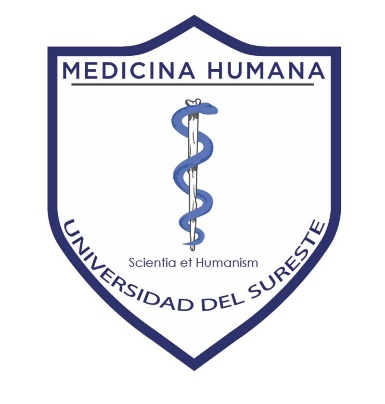 MEDICINA HUMANA
Scientia et Humanism
UNIVERSIDAD DEL SURESTE